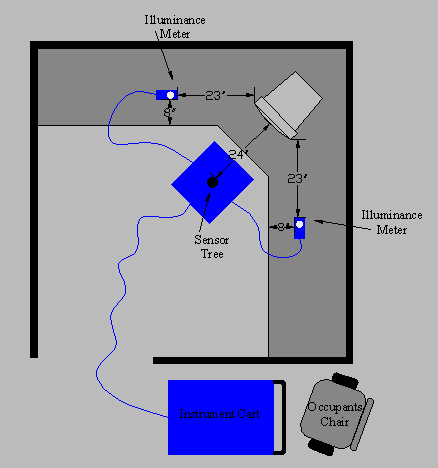 Illuminance
Meter
23"
8"
24"
23"
8"
Illuminance
Meter
Sensor
Tree
Instrument Cart
Occupants
Chair